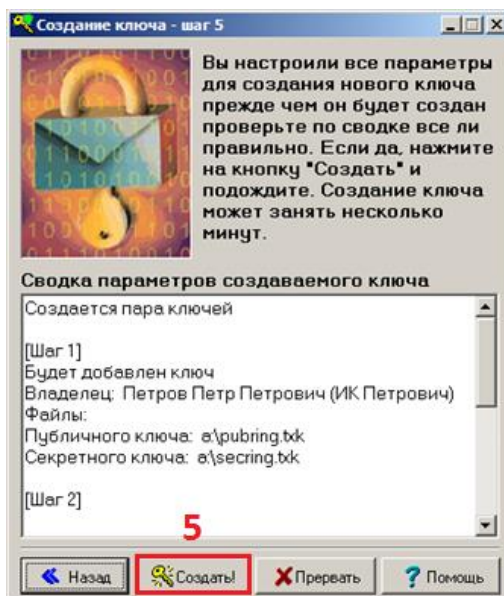 Создание ключа - шаг 5
Вы настроили все параметры
для создания нового ключа
прежде чем он будет создан
проверьте по сводке все ли
правильно. Если да, нажмите
на кнопку "Создать" и
подождите. Создание ключа
может занять несколько
минут.
Сводка параметров создаваемого ключа
Создается пара ключей
[Шаг 1]
Будет добавлен ключ
Владелец: Петров Петр Петрович (ИК Петрович)
Файлы:
Публичного ключа: a:\pubring.txk
Секретного ключа: a:\secring.txk
[Шаг 2]
5
Назад Создать! Прервать Помощь